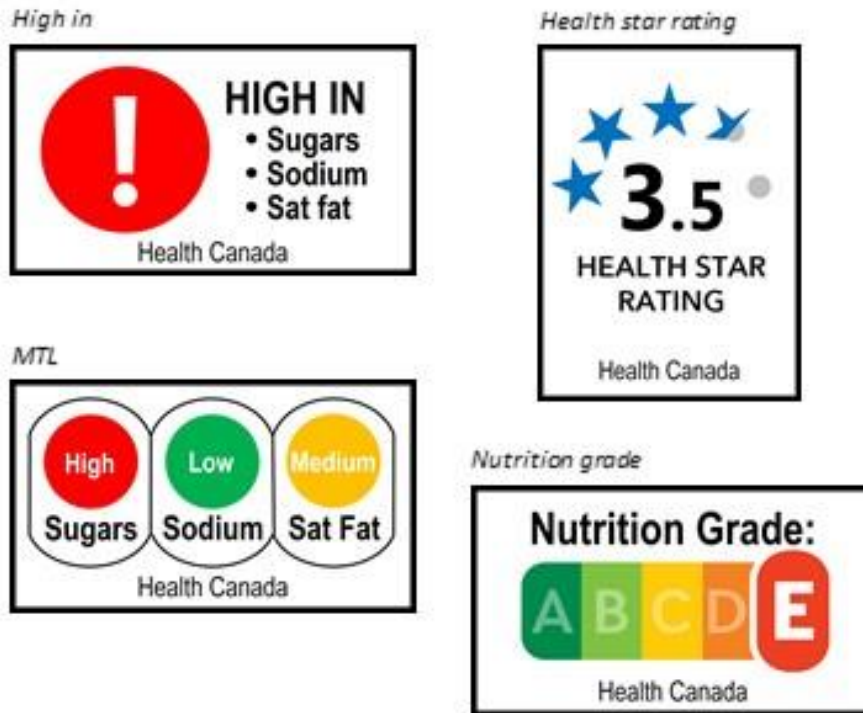 High in
!
HIGH IN
• Sugars
• Sodium
• Sat fat
Health Canada
Health star rating
3.5
HEALTH STAR
RATING
Health Canada
MTL
High Low Medium
Sugars Sodium Sat Fat
Health Canada
Nutrition grade
Nutrition Grade:
A B C D E
Health Canada